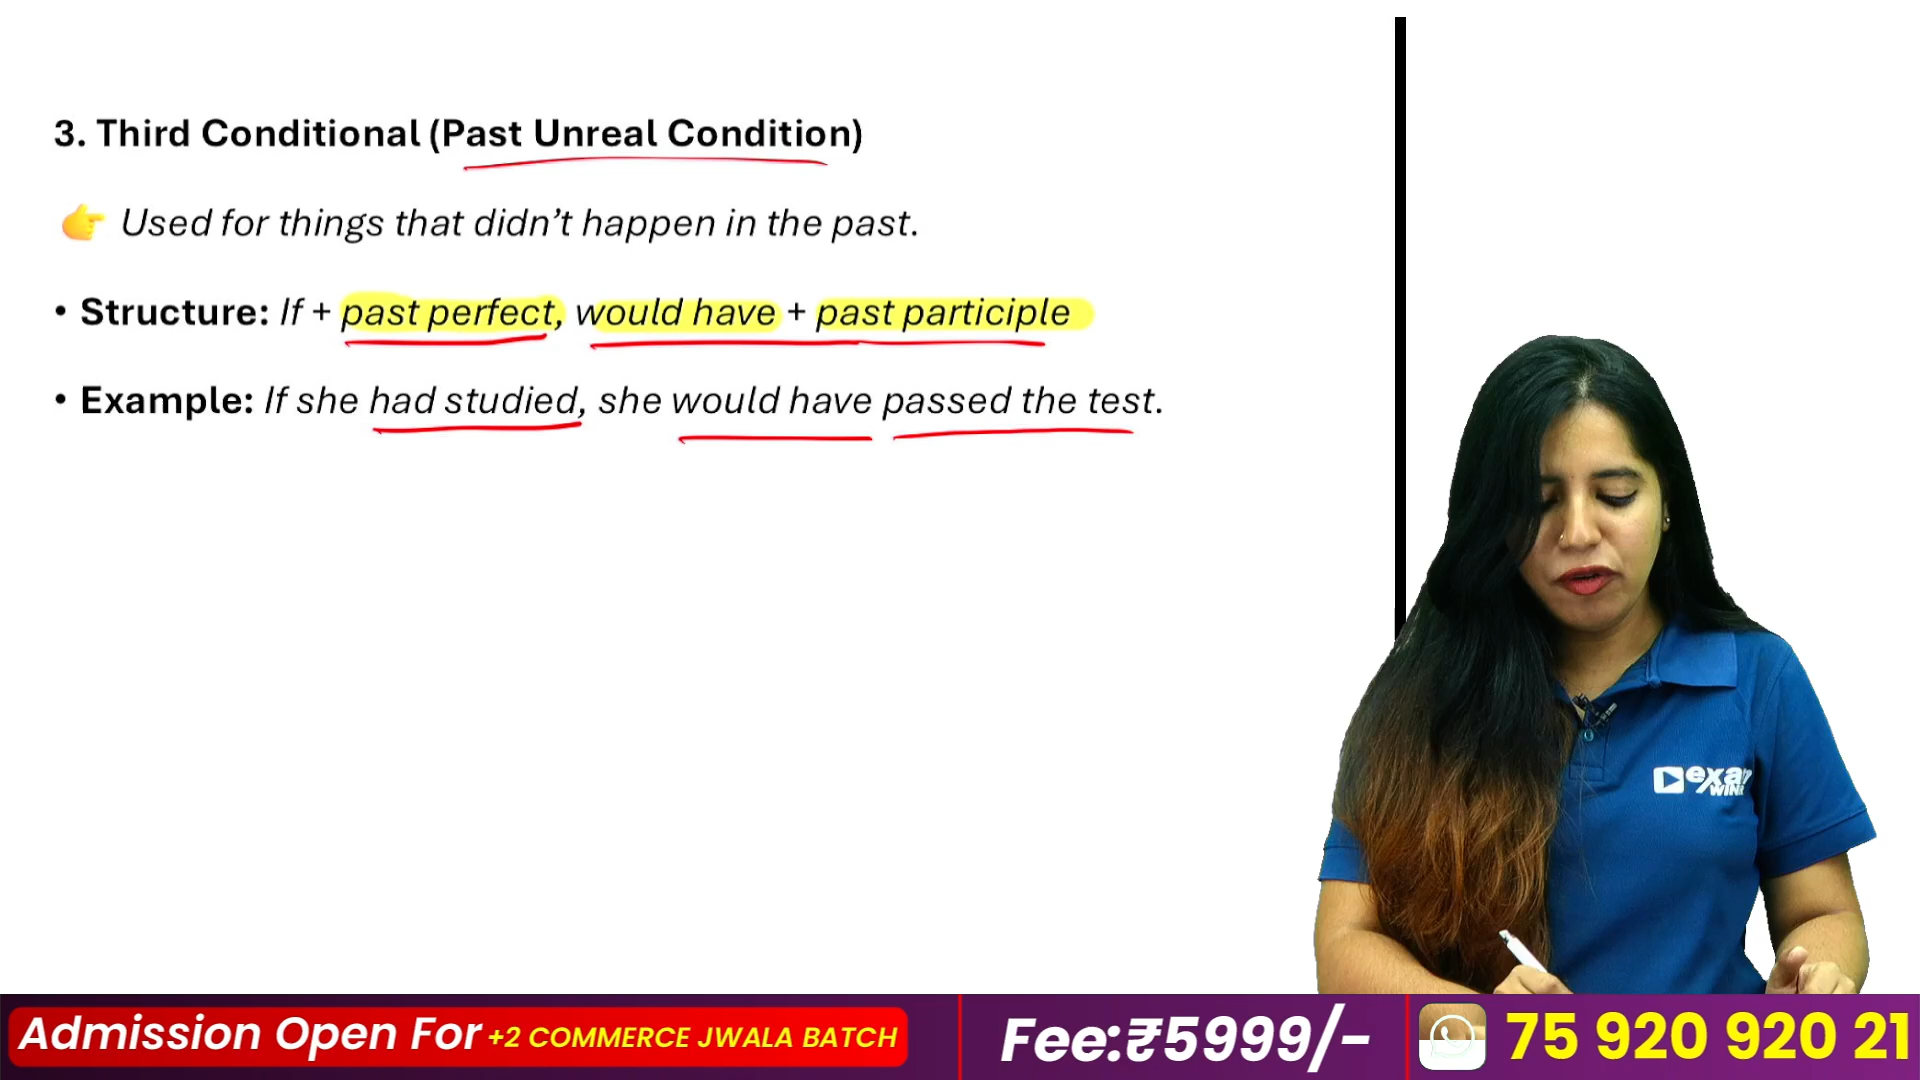 3. Third Conditional (Past Unreal Condition)
👉 Used for things that didn’t happen in the past.
• Structure: If + past perfect, would have + past participle
• Example: If she had studied, she would have passed the test.
exam
WINN
Admission Open For +2 COMMERCE JWALA BATCH
Fee:₹5999/-
75 920 920 21